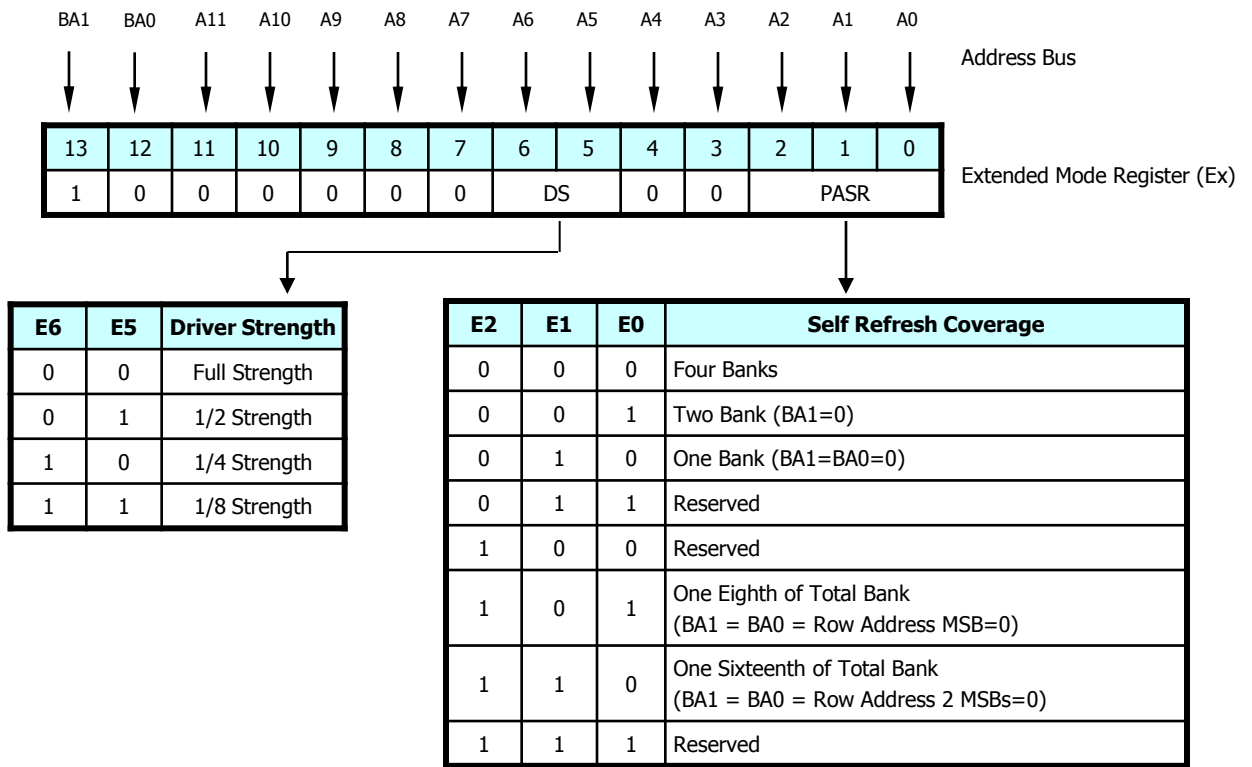 BA1 BA0 A11 A10 A9 A8 A7 A6 A5 A4 A3 A2 A1 A0
Address Bus
13 12 11 10 9 8 7 6 5 4 3 2 1 0
1 0 0 0 0 0 0 DS 0 0 PASR
Extended Mode Register (Ex)
E6 E5 Driver Strength
0 0 Full Strength
0 1 1/2 Strength
1 0 1/4 Strength
1 1 1/8 Strength
E2 E1 E0 Self Refresh Coverage
0 0 0 Four Banks
0 0 1 Two Bank (BA1=0)
0 1 0 One Bank (BA1=BA0=0)
0 1 1 Reserved
1 0 0 Reserved
1 0 1 One Eighth of Total Bank
(BA1 = BA0 = Row Address MSB=0)
1 1 0 One Sixteenth of Total Bank
(BA1 = BA0 = Row Address 2 MSBs=0)
1 1 1 Reserved